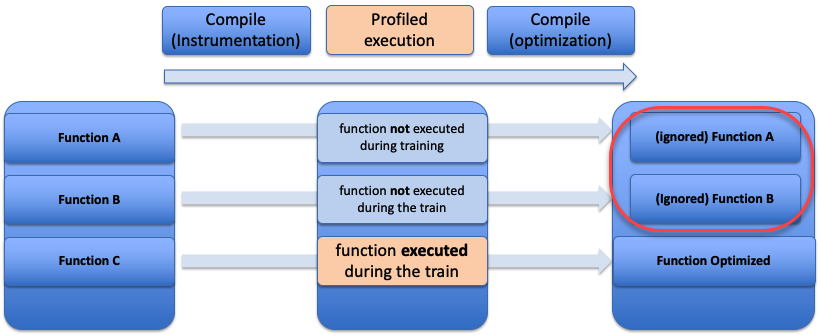 Compile
(Instrumentation)
Profiled
execution
Compile
(optimization)
Function A
function not executed
during training
(ignored) Function A
Function B
function not executed
during the train
(Ignored) Function B
Function C
function executed
during the train
Function Optimized